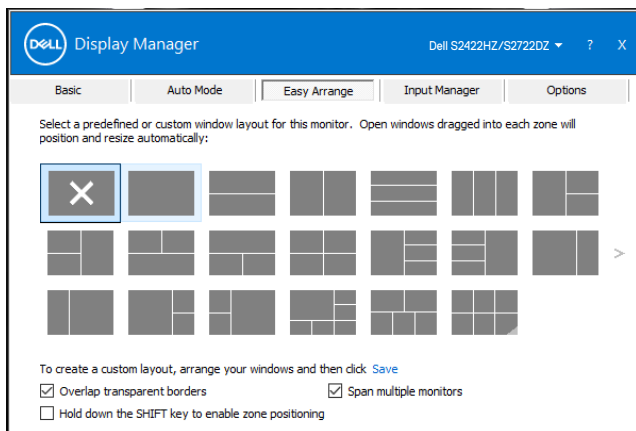 DELL Display Manager Dell S2422HZ/S2722DZ ? X
Basic Auto Mode Easy Arrange Input Manager Options
Select a predefined or custom window layout for this monitor. Open windows dragged into each zone will
position and resize automatically:
>
To create a custom layout, arrange your windows and then click Save
Overlap transparent borders Span multiple monitors
Hold down the SHIFT key to enable zone positioning